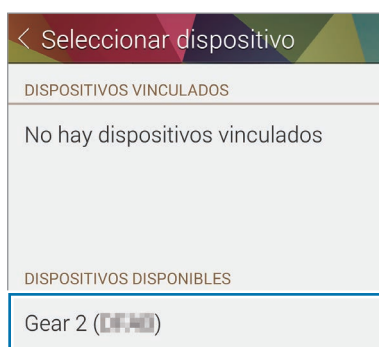 < Seleccionar dispositivo
DISPOSITIVOS VINCULADOS
No hay dispositivos vinculados
DISPOSITIVOS DISPONIBLES
Gear 2 ()